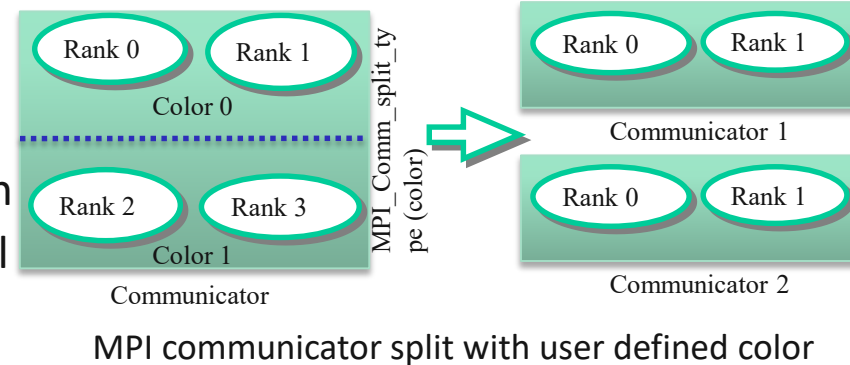 Rank 0
Rank 1
Color 0
Rank 2
Rank 3
Color 1
Communicator
MPI_Comm_split_ty
pe (color)
Rank 0
Rank 1
Communicator 1
Rank 0
Rank 1
Communicator 2
MPI communicator split with user defined color